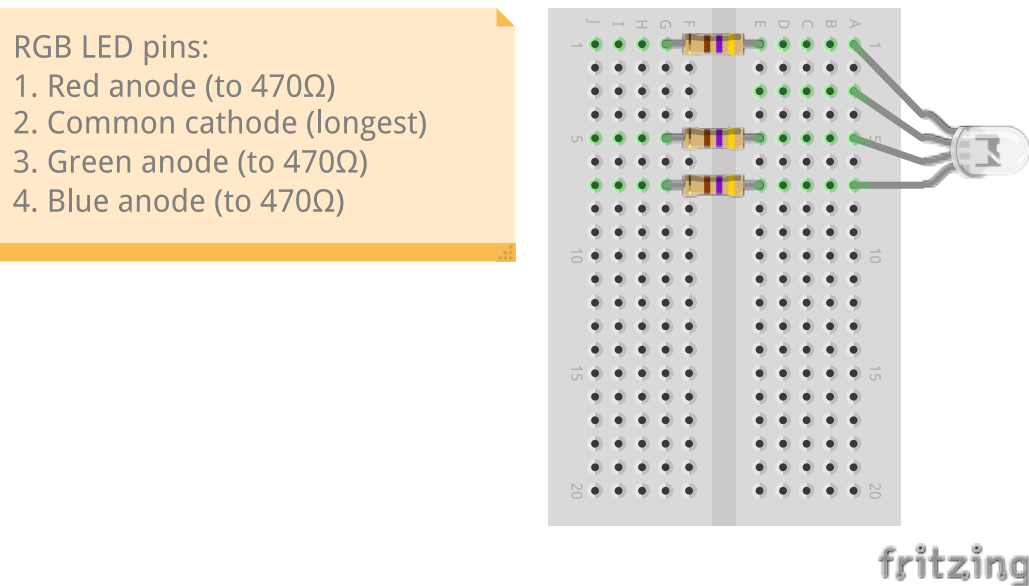 RGB LED pins:
1. Red anode (to 470Ω)
2. Common cathode (longest)
3. Green anode (to 470Ω)
4. Blue anode (to 470Ω)
J I H G F E D C B A
1 1
5 5
10 10
15 15
20 20
fritzing